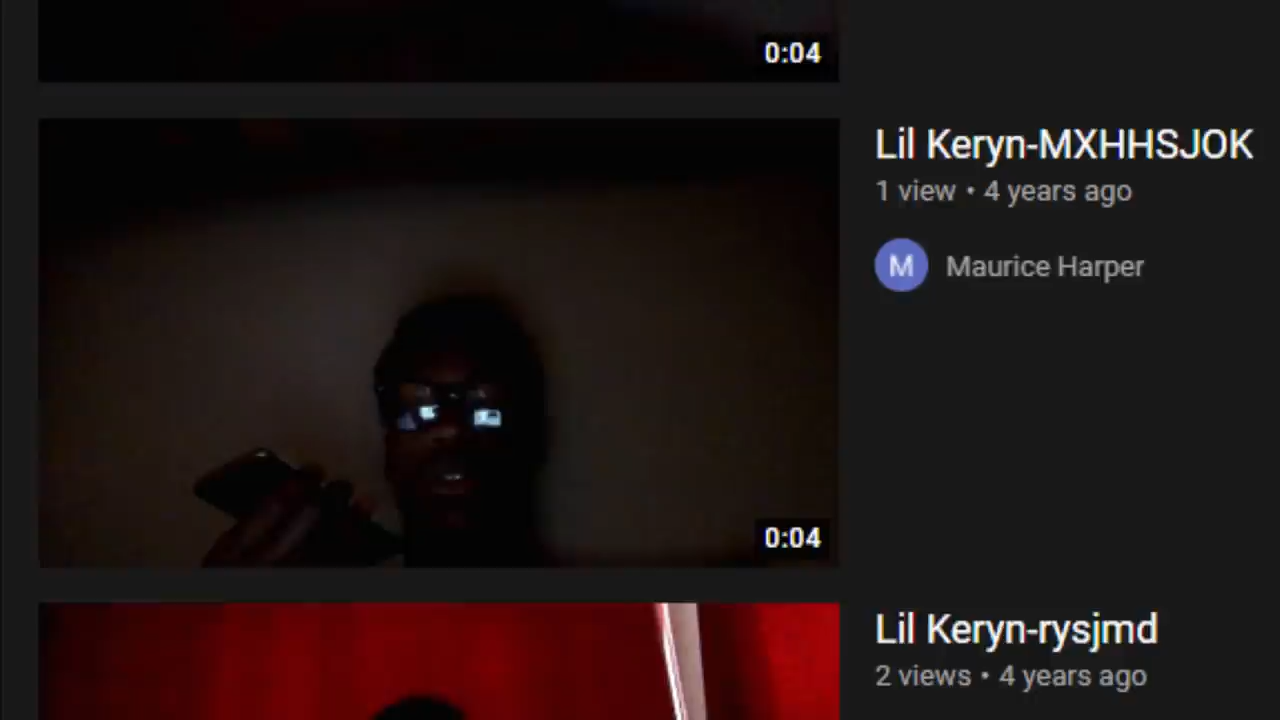 0:04
Lil Keryn-MXHHSJOK
1 view • 4 years ago
M Maurice Harper
0:04
Lil Keryn-rysjmd
2 views • 4 years ago